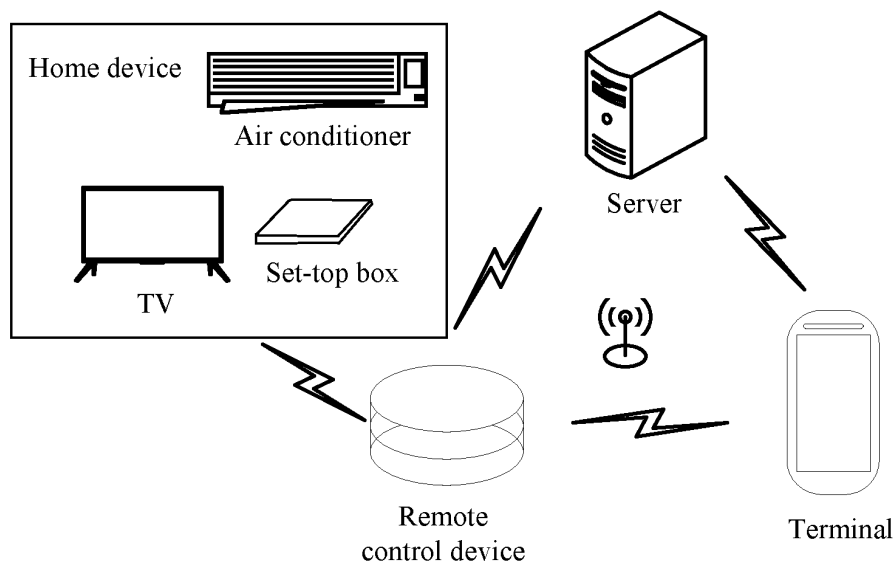 Home device
Air conditioner
Server
Set-top box
TV
Remote
control device
Terminal